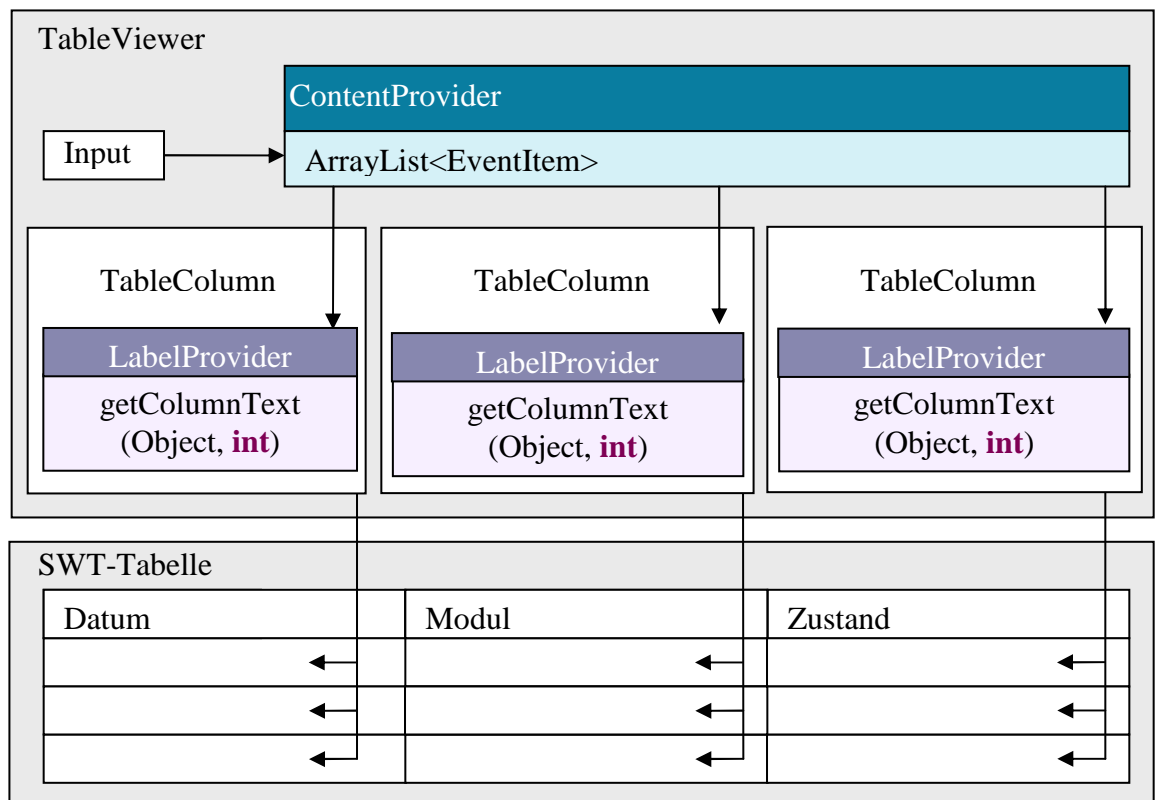 TableViewer
ContentProvider
Input
ArrayList<EventItem>
TableColumn
TableColumn
TableColumn
LabelProvider
getColumnText
(Object, int)
LabelProvider
getColumnText
(Object, int)
LabelProvider
getColumnText
(Object, int)
SWT-Tabelle
Datum
Modul
Zustand